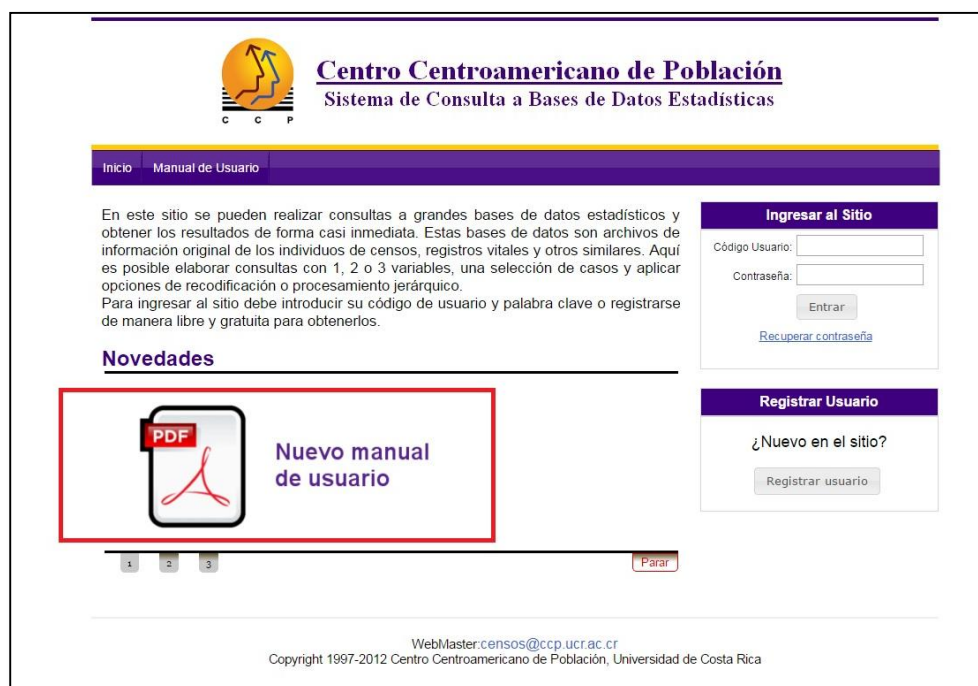 Centro Centroamericano de Población
Sistema de Consulta a Bases de Datos Estadísticas
C C P
Inicio Manual de Usuario
En este sitio se pueden realizar consultas a grandes bases de datos estadísticos y
obtener los resultados de forma casi inmediata. Estas bases de datos son archivos de
información original de los individuos de censos, registros vitales y otros similares. Aquí
es posible elaborar consultas con 1, 2 o 3 variables, una selección de casos y aplicar
opciones de recodificación o procesamiento jerárquico.
Para ingresar al sitio debe introducir su código de usuario y palabra clave o registrarse
de manera libre y gratuita para obtenerlos.
Ingresar al Sitio
Código Usuario:
Contraseña:
Entrar
Recuperar contraseña
Novedades
PDF
Nuevo manual
de usuario
Registrar Usuario
¿Nuevo en el sitio?
Registrar usuario
1 2 3 Parar
WebMaster:censos@ccp.ucr.ac.cr
Copyright 1997-2012 Centro Centroamericano de Población, Universidad de Costa Rica